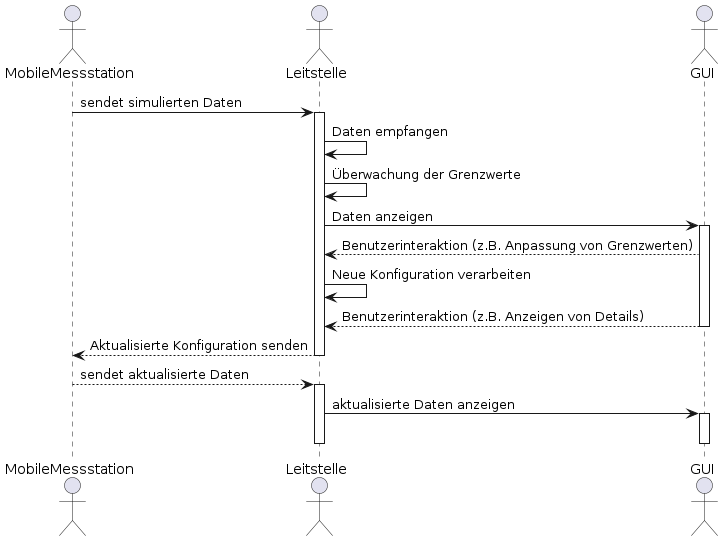 MobileMessstation
Leitstelle
GUI
sendet simulierten Daten
Daten empfangen
Überwachung der Grenzwerte
Daten anzeigen
Benutzerinteraktion (z.B. Anpassung von Grenzwerten)
Neue Konfiguration verarbeiten
Benutzerinteraktion (z.B. Anzeigen von Details)
Aktualisierte Konfiguration senden
sendet aktualisierte Daten
aktualisierte Daten anzeigen
MobileMessstation
Leitstelle
GUI